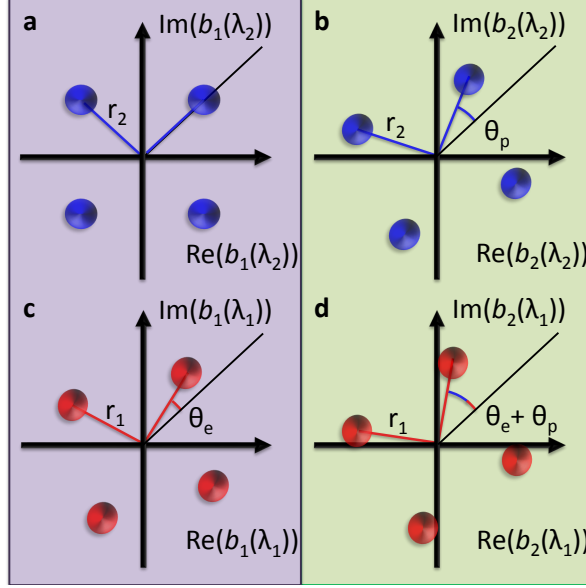 a
Im(b₁(λ₂))
r₂
Re(b₁(λ₂))
b
Im(b₂(λ₂))
r₂
θₚ
Re(b₂(λ₂))
c
Im(b₁(λ₁))
r₁
θₑ
Re(b₁(λ₁))
d
Im(b₂(λ₁))
r₁
θₑ+ θₚ
Re(b₂(λ₁))